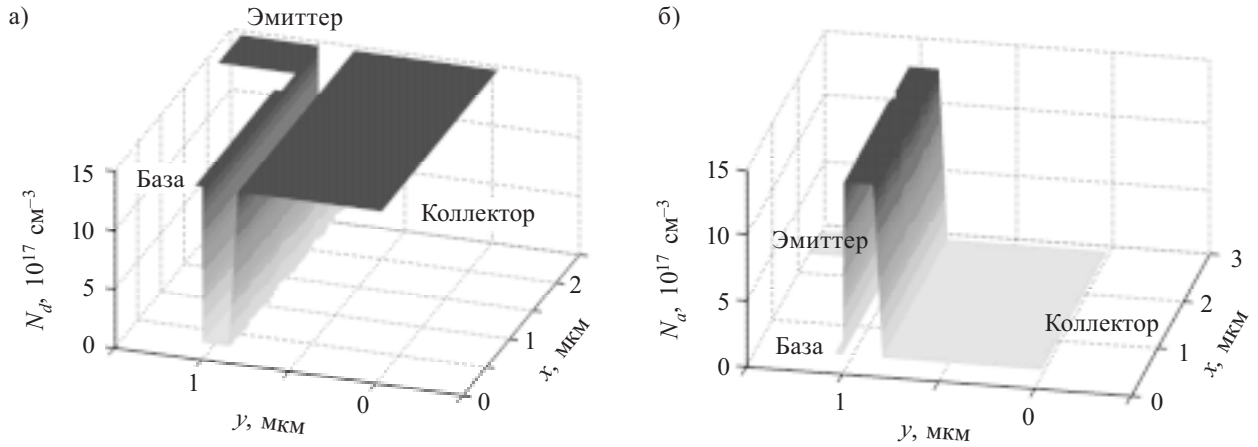 а)
Эмиттер
База
Коллектор
15
10
5
0
N_d, 10^17 см^–3
1
0
y, мкм
0
1
2
x, мкм
б)
Эмиттер
База
Коллектор
15
10
5
0
N_a, 10^17 см^–3
1
0
y, мкм
0
1
2
3
x, мкм